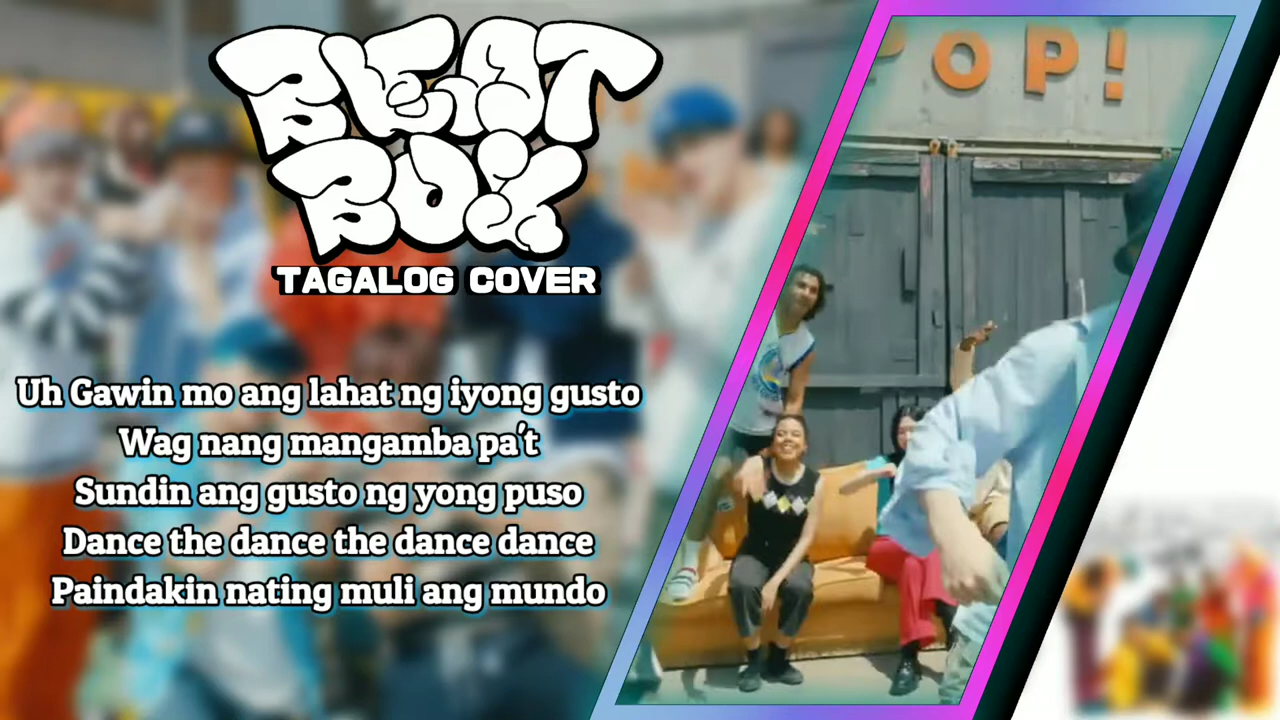 BEAT
BOX
TAGALOG COVER
Uh Gawin mo ang lahat ng iyong gusto
Wag nang mangamba pa't
Sundin ang gusto ng yong puso
Dance the dance the dance dance
Paindakin nating muli ang mundo
POP!